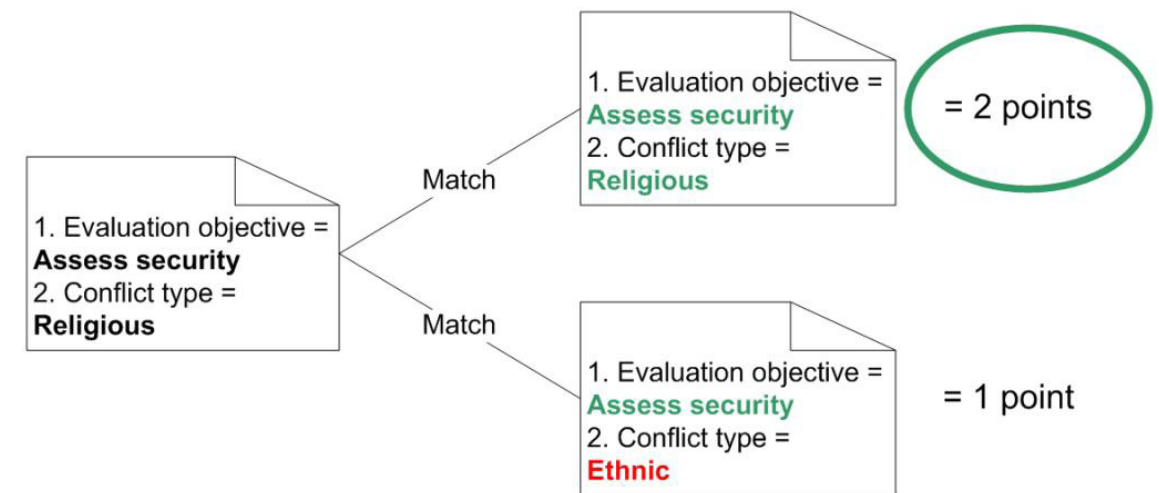 1. Evaluation objective =
Assess security
2. Conflict type =
Religious
Match
Match
1. Evaluation objective =
Assess security
2. Conflict type =
Religious
= 2 points
1. Evaluation objective =
Assess security
2. Conflict type =
Ethnic
= 1 point